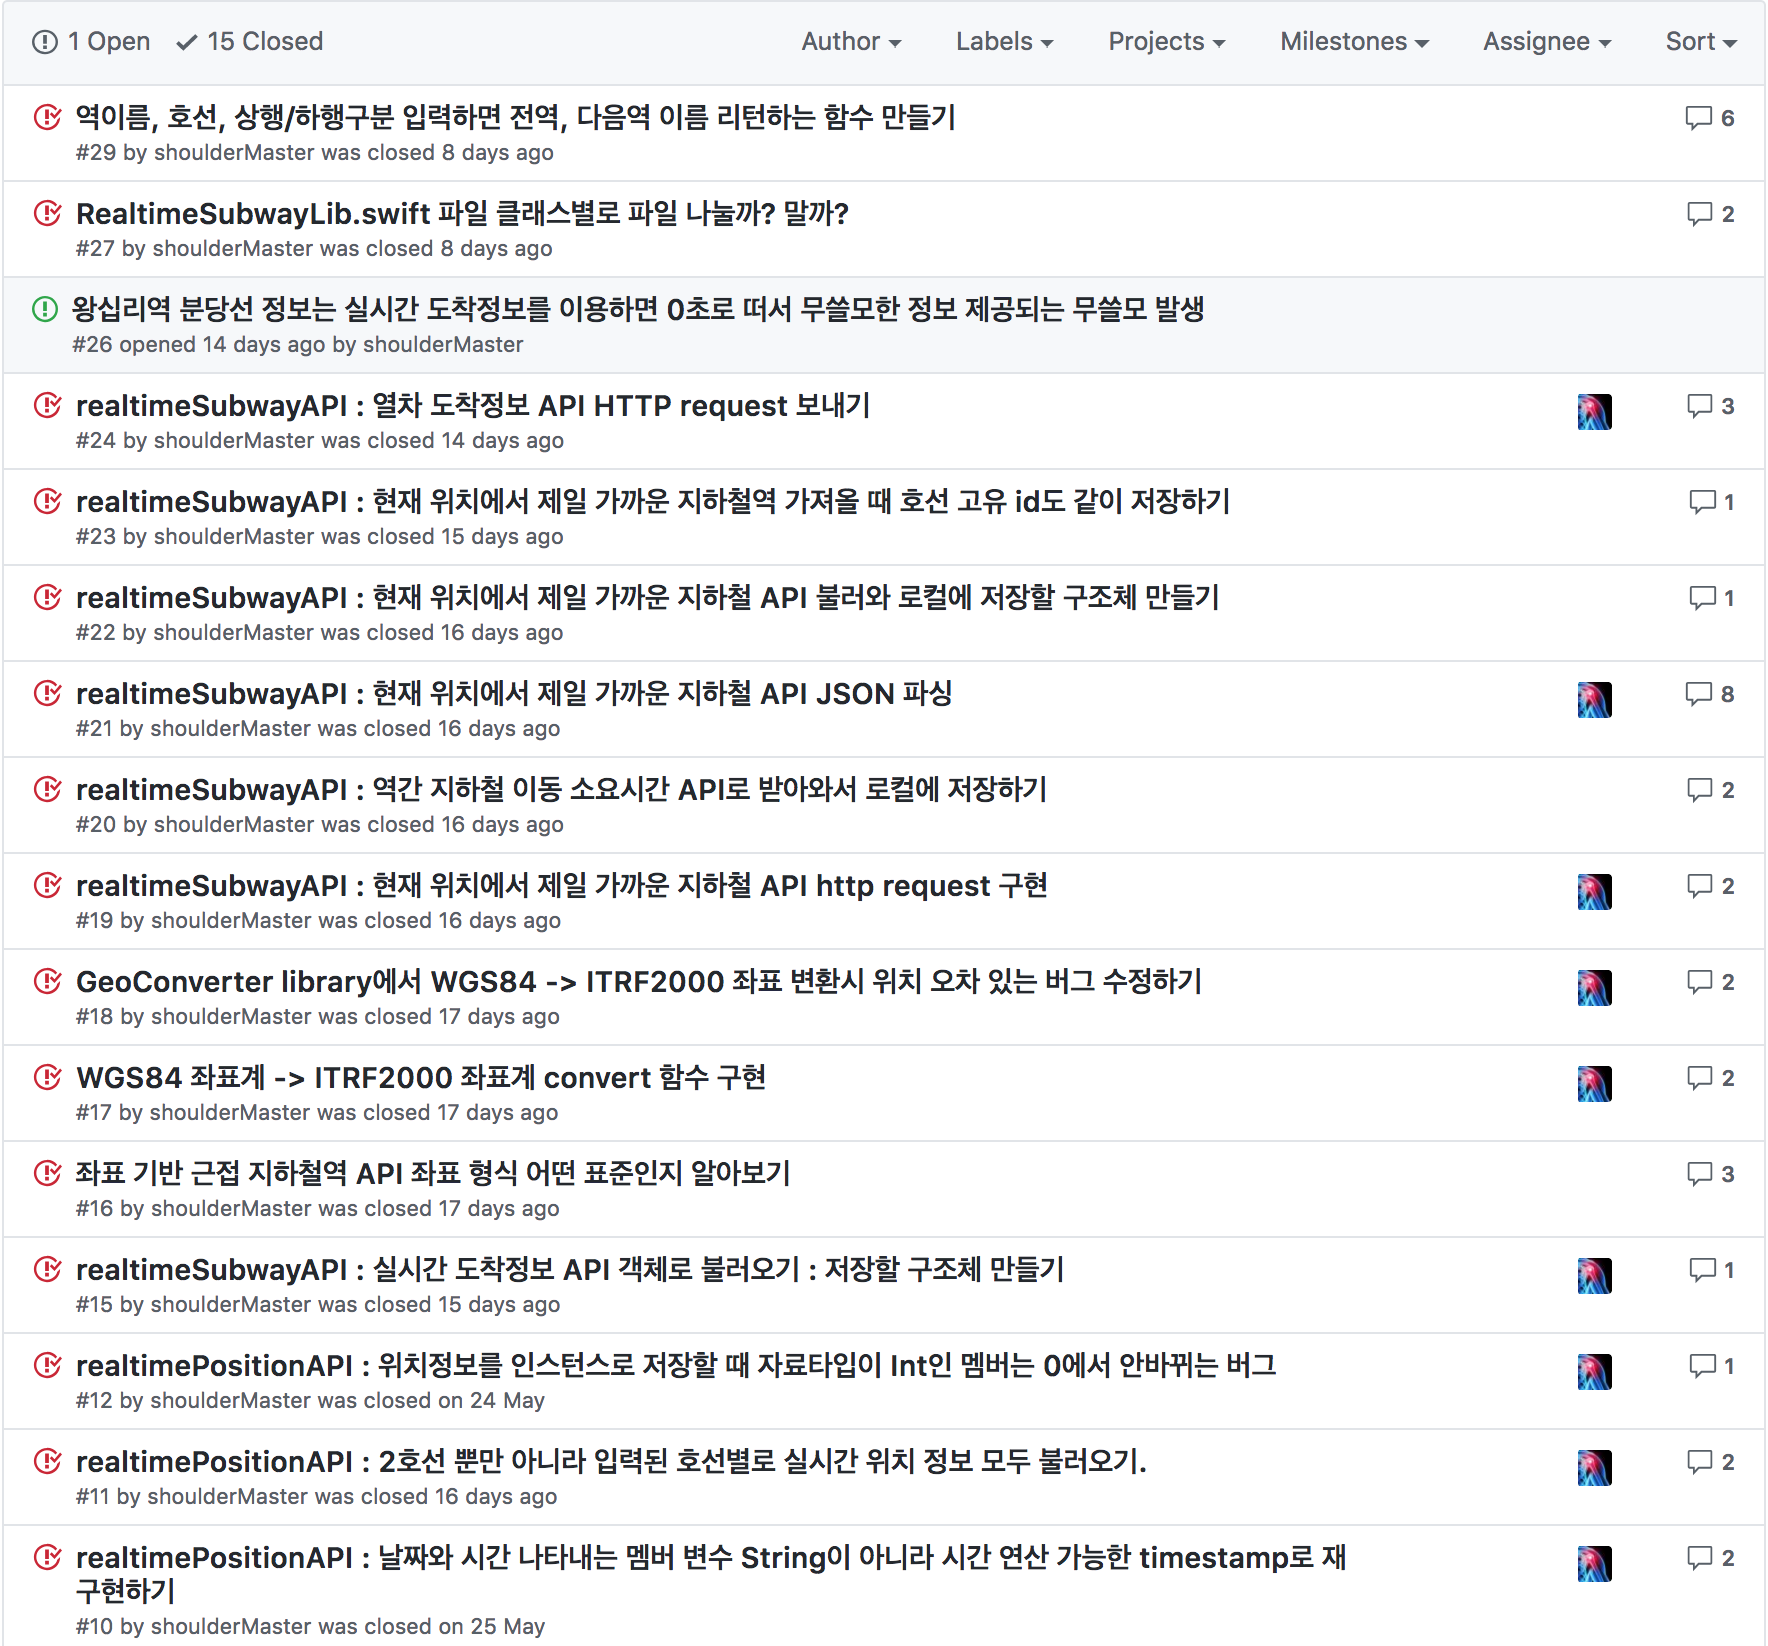 1 Open 15 Closed Author Labels Projects Milestones Assignee Sort
역이름, 호선, 상행/하행구분 입력하면 전역, 다음역 이름 리턴하는 함수 만들기 6
#29 by shoulderMaster was closed 8 days ago
RealtimeSubwayLib.swift 파일 클래스별로 파일 나눌까? 말까? 2
#27 by shoulderMaster was closed 8 days ago
왕십리역 분당선 정보는 실시간 도착정보를 이용하면 0초로 떠서 무쓸모한 정보 제공되는 무쓸모 발생
#26 opened 14 days ago by shoulderMaster
realtimeSubwayAPI : 열차 도착정보 API HTTP request 보내기 3
#24 by shoulderMaster was closed 14 days ago
realtimeSubwayAPI : 현재 위치에서 제일 가까운 지하철역 가져올 때 호선 고유 id도 같이 저장하기 1
#23 by shoulderMaster was closed 15 days ago
realtimeSubwayAPI : 현재 위치에서 제일 가까운 지하철 API 불러와 로컬에 저장할 구조체 만들기 1
#22 by shoulderMaster was closed 16 days ago
realtimeSubwayAPI : 현재 위치에서 제일 가까운 지하철 API JSON 파싱 8
#21 by shoulderMaster was closed 16 days ago
realtimeSubwayAPI : 역간 지하철 이동 소요시간 API로 받아와서 로컬에 저장하기 2
#20 by shoulderMaster was closed 16 days ago
realtimeSubwayAPI : 현재 위치에서 제일 가까운 지하철 API http request 구현 2
#19 by shoulderMaster was closed 16 days ago
GeoConverter library에서 WGS84 -> ITRF2000 좌표 변환시 위치 오차 있는 버그 수정하기 2
#18 by shoulderMaster was closed 17 days ago
WGS84 좌표계 -> ITRF2000 좌표계 convert 함수 구현 2
#17 by shoulderMaster was closed 17 days ago
좌표 기반 근접 지하철역 API 좌표 형식 어떤 표준인지 알아보기 3
#16 by shoulderMaster was closed 17 days ago
realtimeSubwayAPI : 실시간 도착정보 API 객체로 불러오기 : 저장할 구조체 만들기 1
#15 by shoulderMaster was closed 15 days ago
realtimePositionAPI : 위치정보를 인스턴스로 저장할 때 자료타입이 Int인 멤버는 0에서 안바뀌는 버그 1
#12 by shoulderMaster was closed on 24 May
realtimePositionAPI : 2호선 뿐만 아니라 입력된 호선별로 실시간 위치 정보 모두 불러오기. 2
#11 by shoulderMaster was closed 16 days ago
realtimePositionAPI : 날짜와 시간 나타내는 멤버 변수 String이 아니라 시간 연산 가능한 timestamp로 재 2
구현하기
#10 by shoulderMaster was closed on 25 May